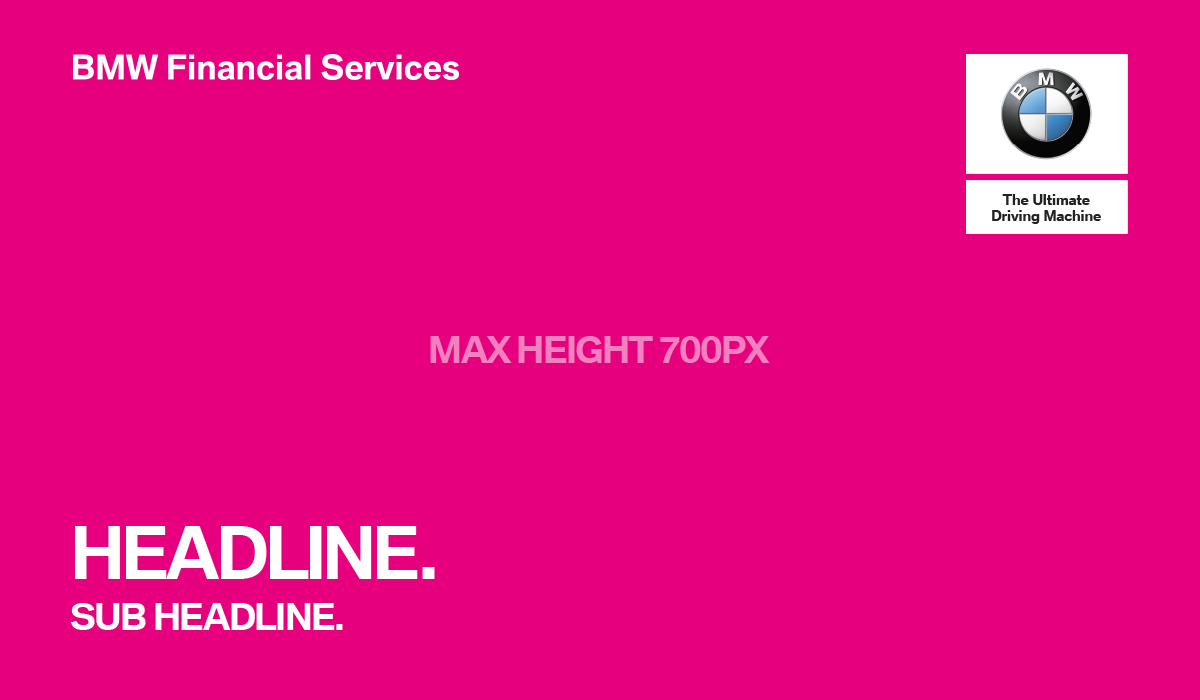 BMW Financial Services
BMW
The Ultimate
Driving Machine
MAX HEIGHT 700PX
HEADLINE.
SUB HEADLINE.